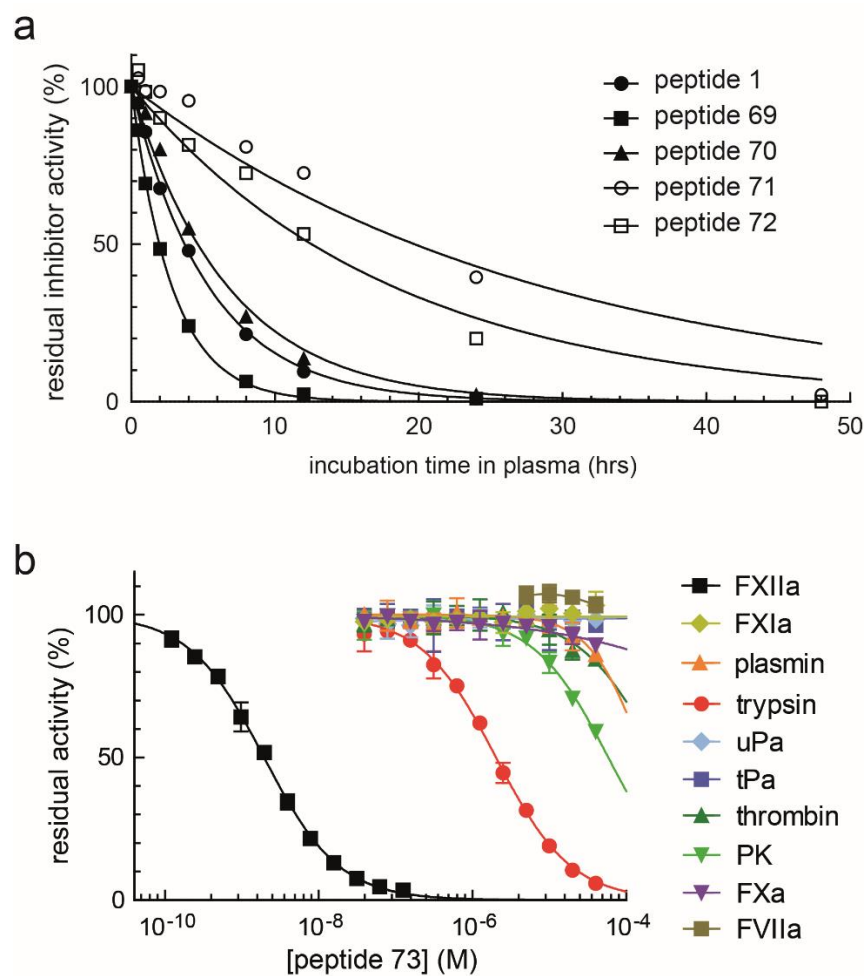 a
residual inhibitor activity (%)
100
50
0
0
10
20
30
40
50
incubation time in plasma (hrs)
peptide 1
peptide 69
peptide 70
peptide 71
peptide 72
b
residual activity (%)
100
50
0
10⁻¹⁰
10⁻⁸
10⁻⁶
10⁻⁴
[peptide 73] (M)
FXIIa
FXIa
plasmin
trypsin
uPa
tPa
thrombin
PK
FXa
FVIIa